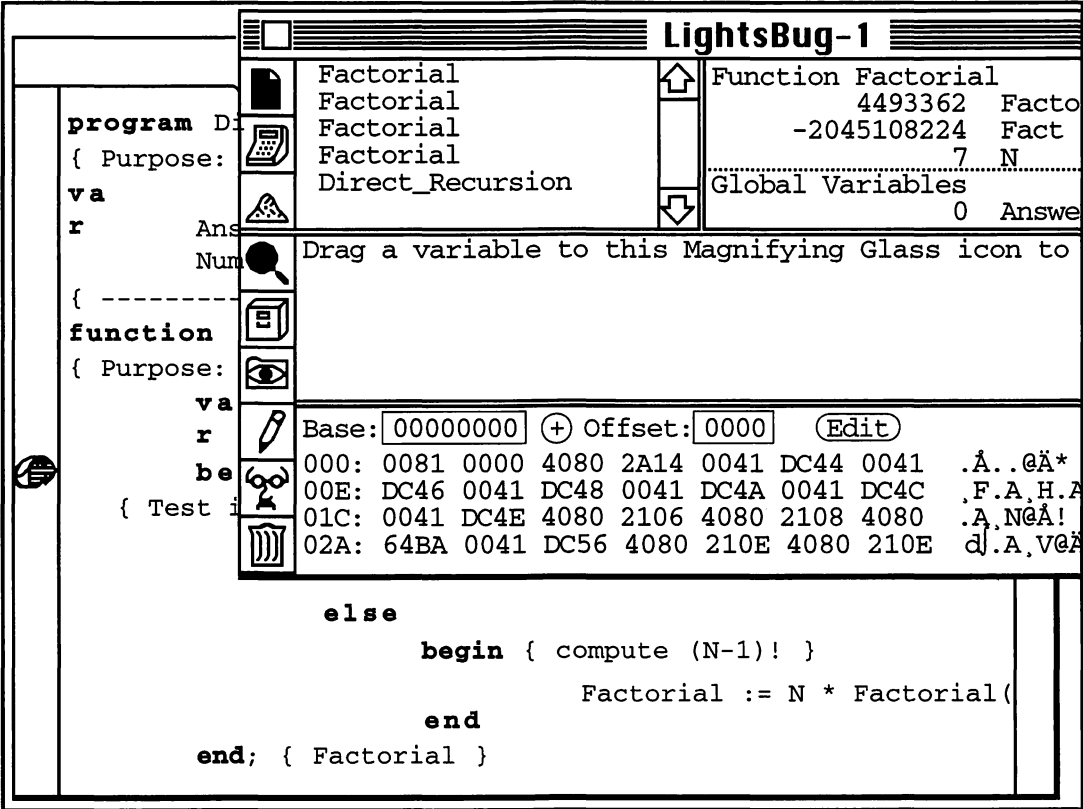 LightsBug-1
Factorial
Factorial
Factorial
Factorial
Direct_Recursion
Function Factorial
4493362 Facto
-2045108224 Fact
7 N
Global Variables
0 Answe
Drag a variable to this Magnifying Glass icon to
Base: 00000000 + Offset: 0000 Edit
000: 0081 0000 4080 2A14 0041 DC44 0041 .Å..@Ä*
00E: DC46 0041 DC48 0041 DC4A 0041 DC4C ¸F.A¸H.A
01C: 0041 DC4E 4080 2106 4080 2108 4080 .A¸N@Å!
02A: 64BA 0041 DC56 4080 210E 4080 210E d∫.A¸V@Ä
program Di
{ Purpose:
va
r
Ans
Num
{ ---------
function
{ Purpose:
va
r
be
{ Test i
else
begin { compute (N-1)! }
Factorial := N * Factorial(
end
end; { Factorial }